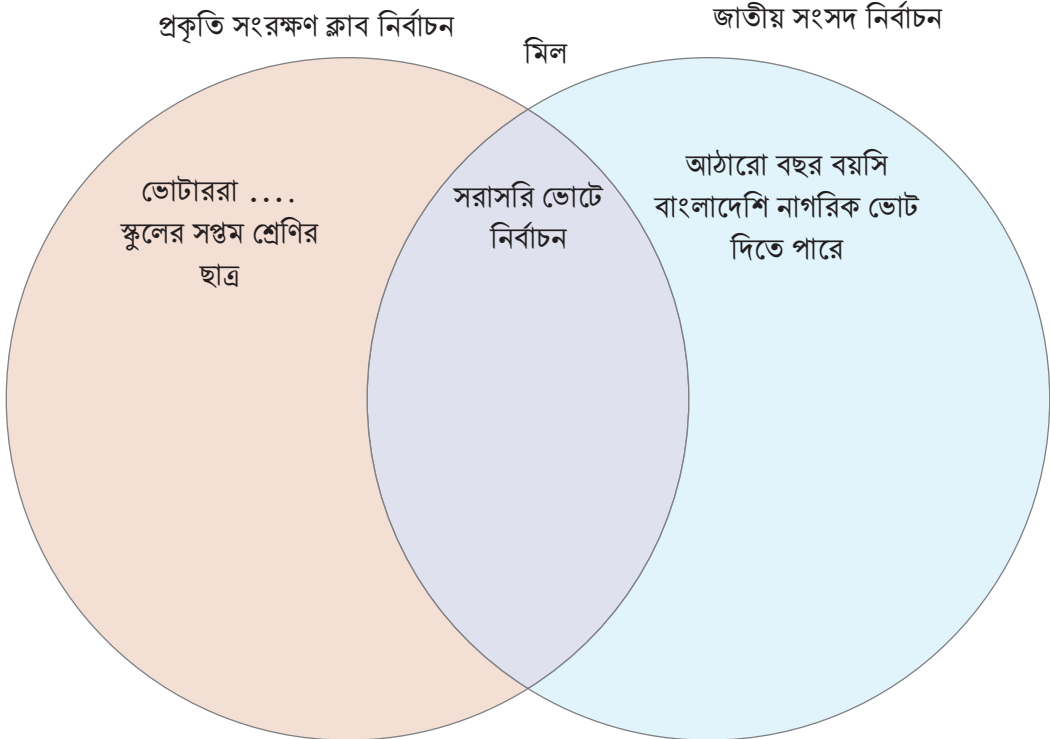 প্রকৃতি সংরক্ষণ ক্লাব নির্বাচন
মিল
জাতীয় সংসদ নির্বাচন
ভোটাররা ....
স্কুলের সপ্তম শ্রেণির
ছাত্র
সরাসরি ভোটে
নির্বাচন
আঠারো বছর বয়সি
বাংলাদেশি নাগরিক ভোট
দিতে পারে